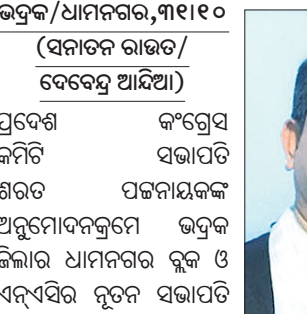 ଭଦ୍ରକ/ଧାମନଗର,୩୧।୧୦
(ସନାତନ ରାଉତ/
ଦେବେନ୍ଦ୍ର ଆନ୍ଦିଆ)
ପ୍ରଦେଶ କଂଗ୍ରେସ
କମିଟି ସଭାପତି
ଶରତ ପଟ୍ଟନାୟକଙ୍କ
ଅନୁମୋଦନକ୍ରମେ ଭଦ୍ରକ
ଜିଲାର ଧାମନଗର ବ୍ଲକ ଓ
ଏନ୍‌ଏସିର ନୂତନ ସଭାପତି